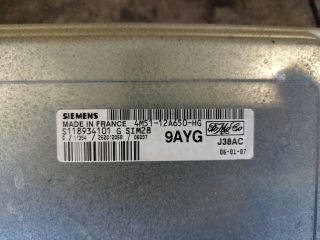 SIEMENS
MADE IN FRANCE 4M51-12A650-HG
S118934101 G SIM28
9AYG
J38AC
06-01-07